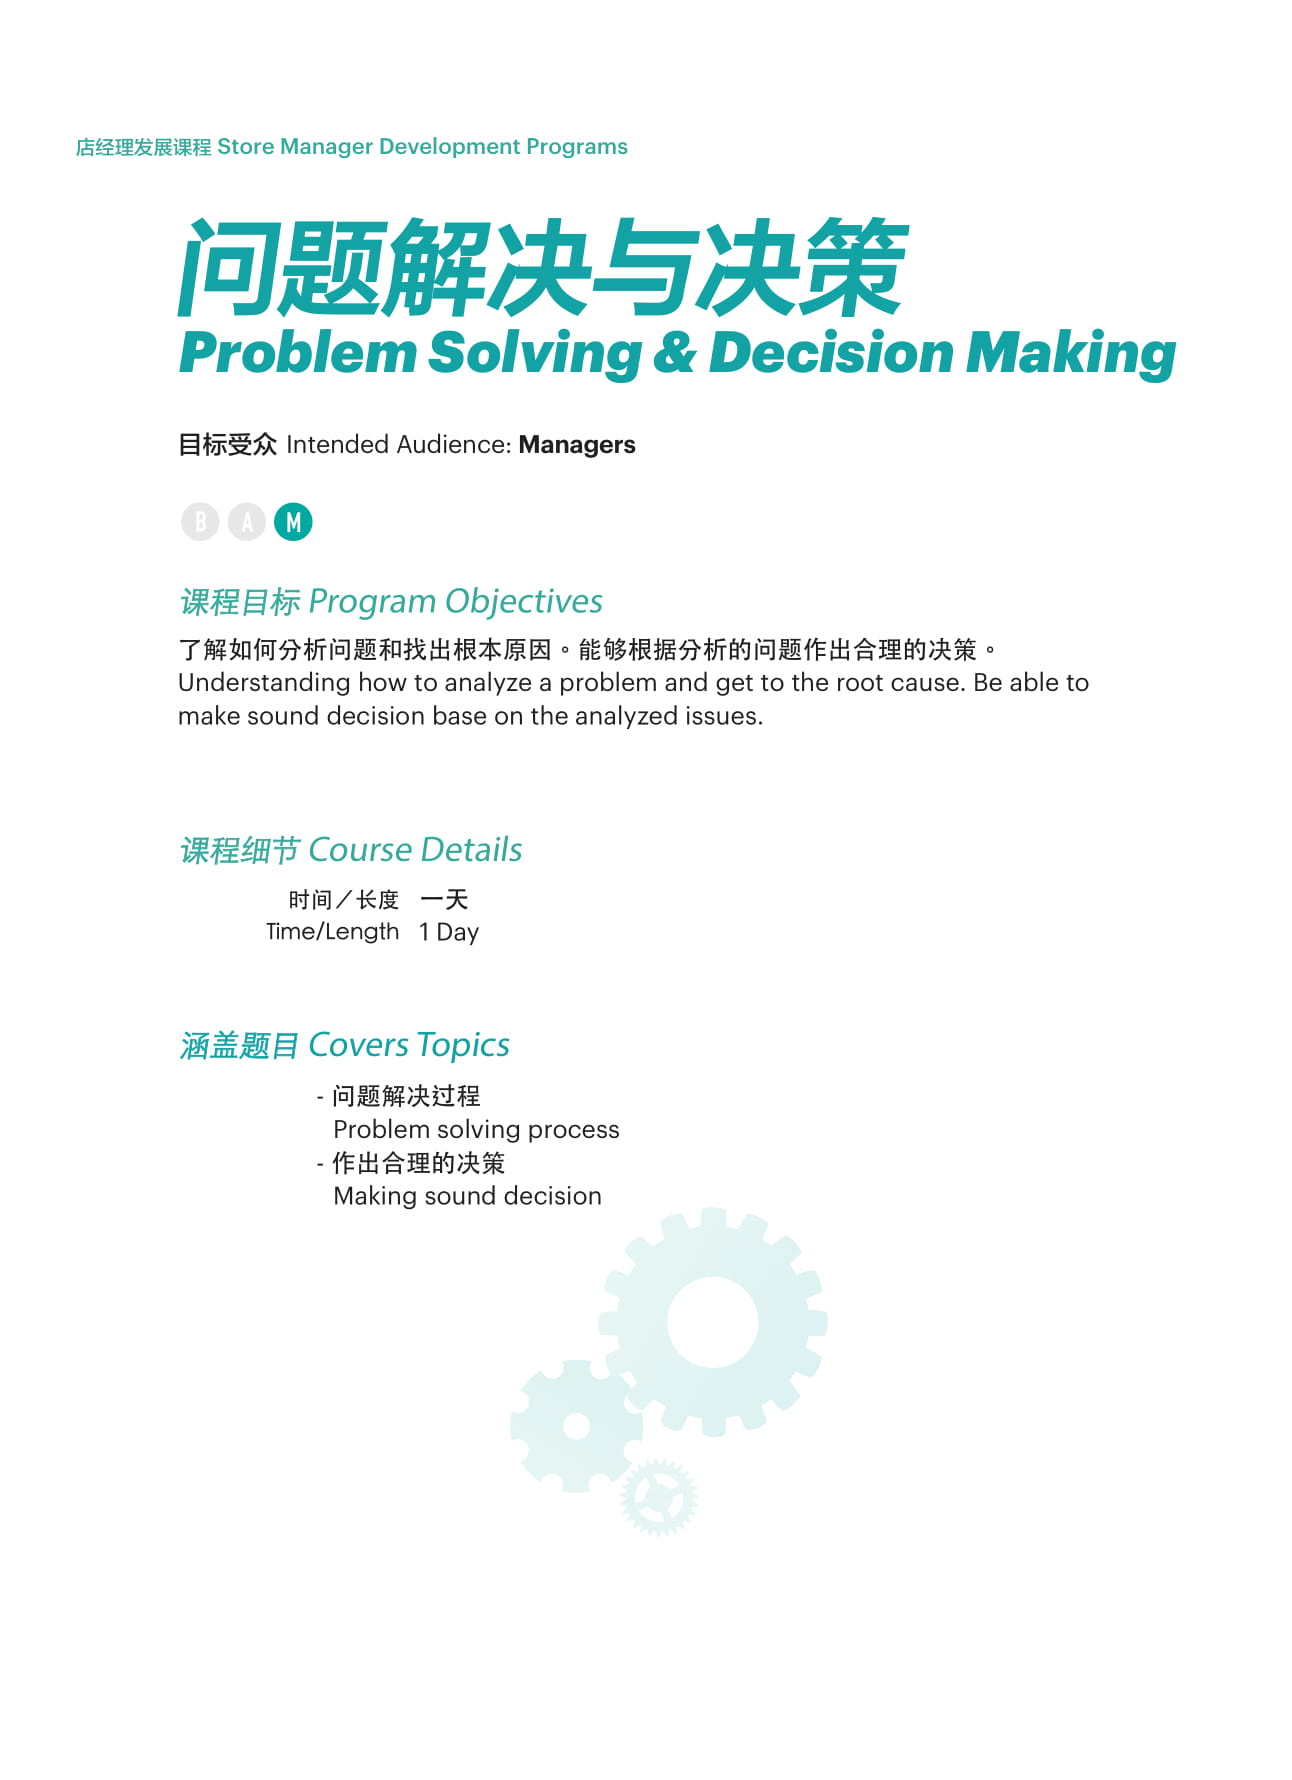 店经理发展课程 Store Manager Development Programs
问题解决与决策
Problem Solving & Decision Making
目标受众 Intended Audience: Managers
B A M
课程目标 Program Objectives
了解如何分析问题和找出根本原因。能够根据分析的问题作出合理的决策。
Understanding how to analyze a problem and get to the root cause. Be able to
make sound decision base on the analyzed issues.
课程细节 Course Details
时间／长度 一天
Time/Length 1 Day
涵盖题目 Covers Topics
- 问题解决过程
Problem solving process
- 作出合理的决策
Making sound decision